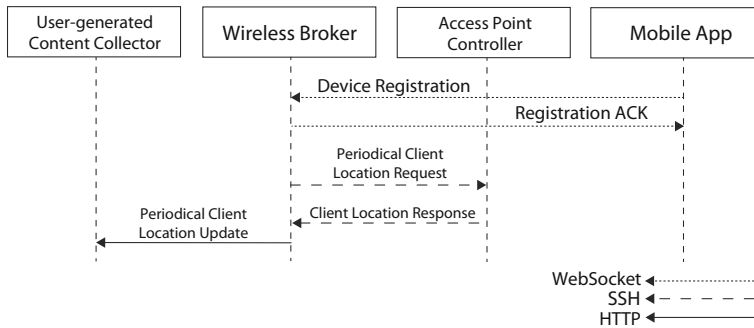 User-generated
Content Collector
Wireless Broker
Access Point
Controller
Mobile App
Device Registration
Registration ACK
Periodical Client
Location Request
Client Location Response
Periodical Client
Location Update
WebSocket
SSH
HTTP